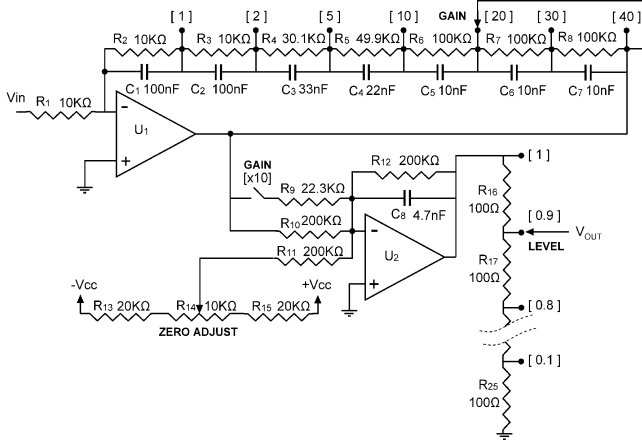 [ 1 ] [ 2 ] [ 5 ] [ 10 ] GAIN [ 20 ] [ 30 ] [ 40 ]
R2 10KΩ R3 10KΩ R4 30.1KΩ R5 49.9KΩ R6 100KΩ R7 100KΩ R8 100KΩ
C1 100nF C2 100nF C3 33nF C4 22nF C5 10nF C6 10nF C7 10nF
Vin R1 10KΩ
U1
GAIN
[x10]
R12 200KΩ
[ 1 ]
R9 22.3KΩ
C8 4.7nF
R16
100Ω
[ 0.9 ]
R10 200KΩ
VOUT
LEVEL
R11 200KΩ
U2
R17
100Ω
-Vcc +Vcc
R13 20KΩ R14 10KΩ R15 20KΩ
ZERO ADJUST
[ 0.8 ]
[ 0.1 ]
R25
100Ω